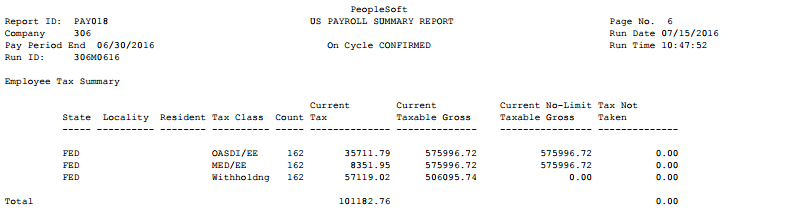 PeopleSoft
Report ID: PAY018 US PAYROLL SUMMARY REPORT Page No. 6
Company 306 Run Date 07/15/2016
Pay Period End 06/30/2016 On Cycle CONFIRMED Run Time 10:47:52
Run ID: 306M0616
Employee Tax Summary
Current Current Current No-Limit Tax Not
State Locality Resident Tax Class Count Tax Taxable Gross Taxable Gross Taken
----- ---------- -------- ---------- ----- -------------- -------------- ---------------- --------------
FED OASDI/EE 162 35711.79 575996.72 575996.72 0.00
FED MED/EE 162 8351.95 575996.72 575996.72 0.00
FED Withholdng 162 57119.02 506095.74 0.00 0.00
Total 101182.76 0.00